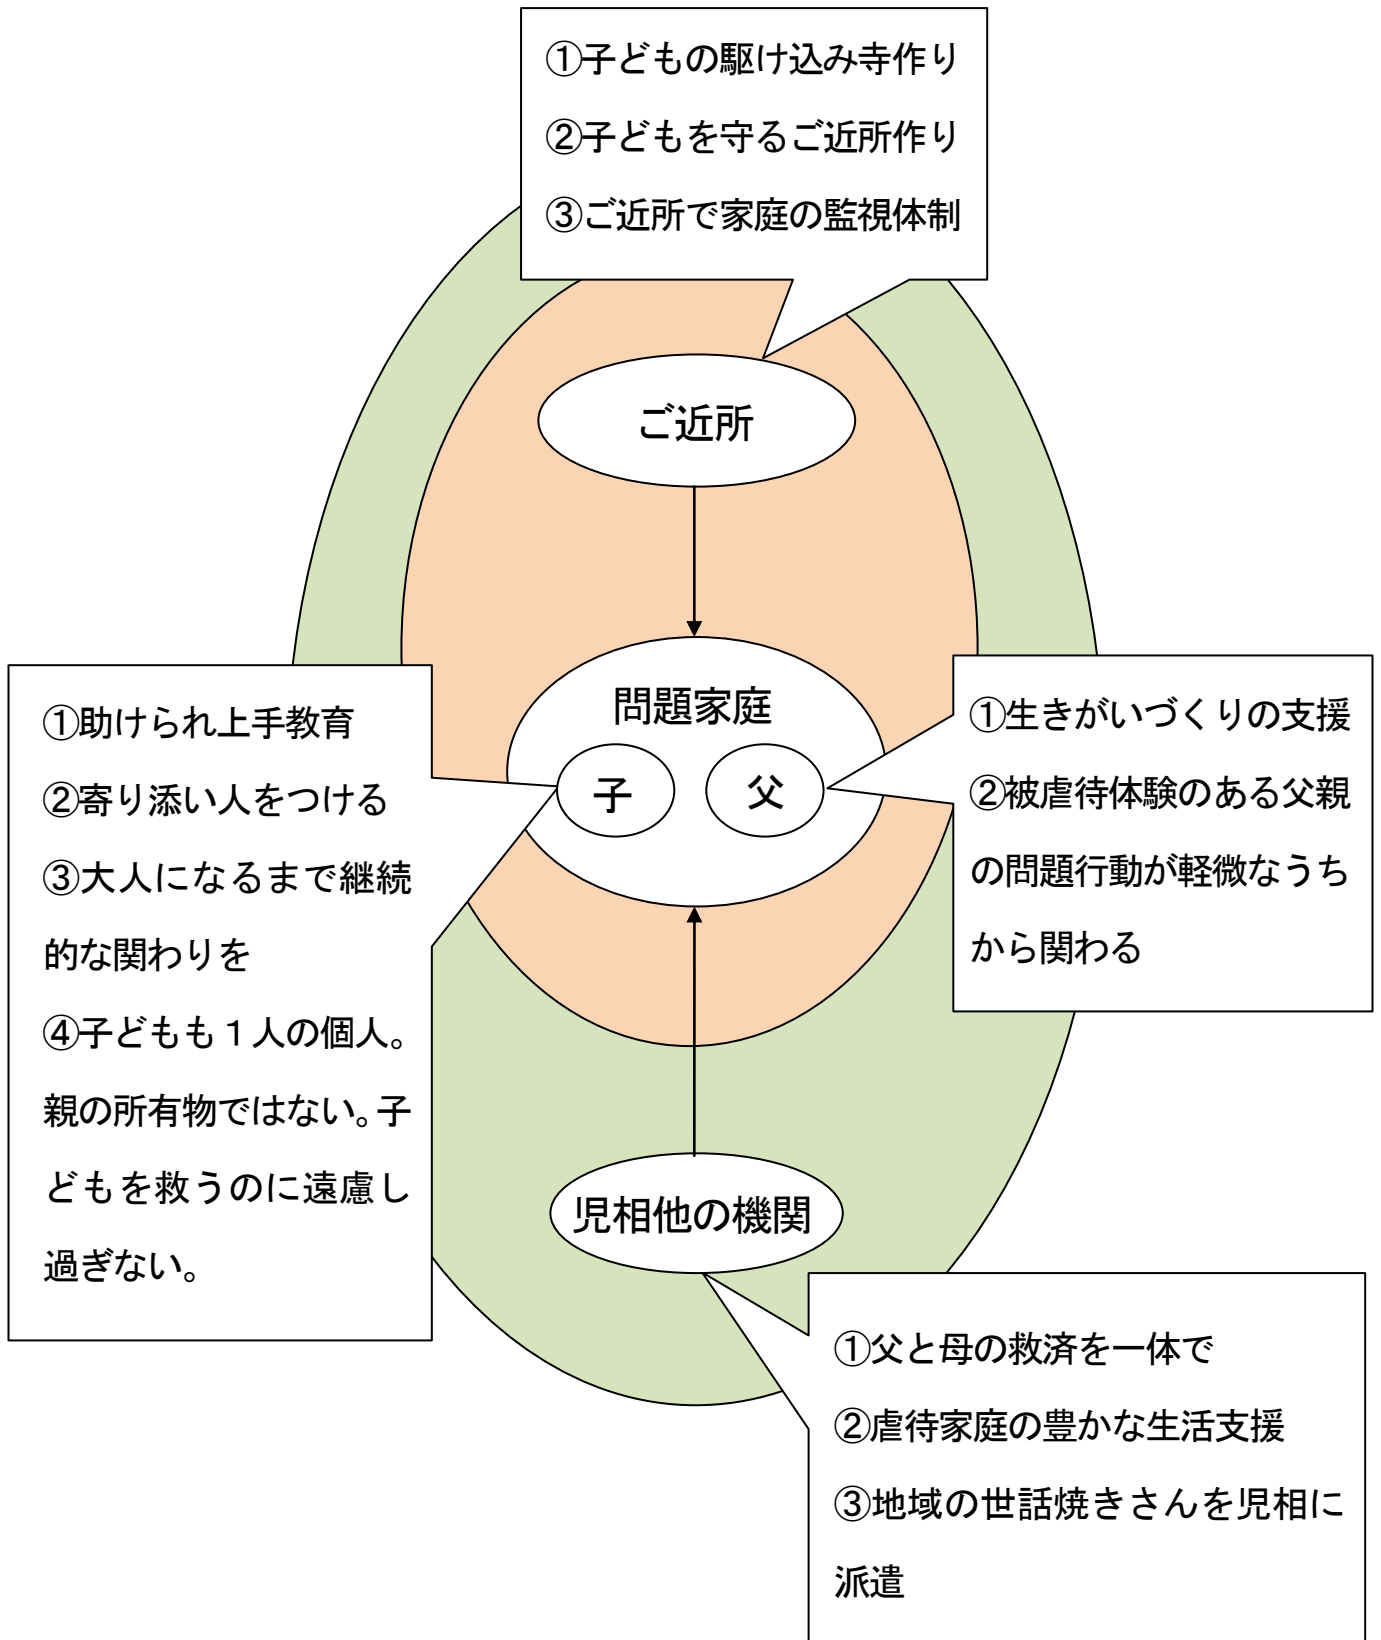 ①子どもの駆け込み寺作り
②子どもを守るご近所作り
③ご近所で家庭の監視体制
ご近所
問題家庭
子
父
①助けられ上手教育
②寄り添い人をつける
③大人になるまで継続
的な関わりを
④子どもも１人の個人。
親の所有物ではない。子
どもを救うのに遠慮し
過ぎない。
①生きがいづくりの支援
②被虐待体験のある父親
の問題行動が軽微なうち
から関わる
児相他の機関
①父と母の救済を一体で
②虐待家庭の豊かな生活支援
③地域の世話焼きさんを児相に
派遣